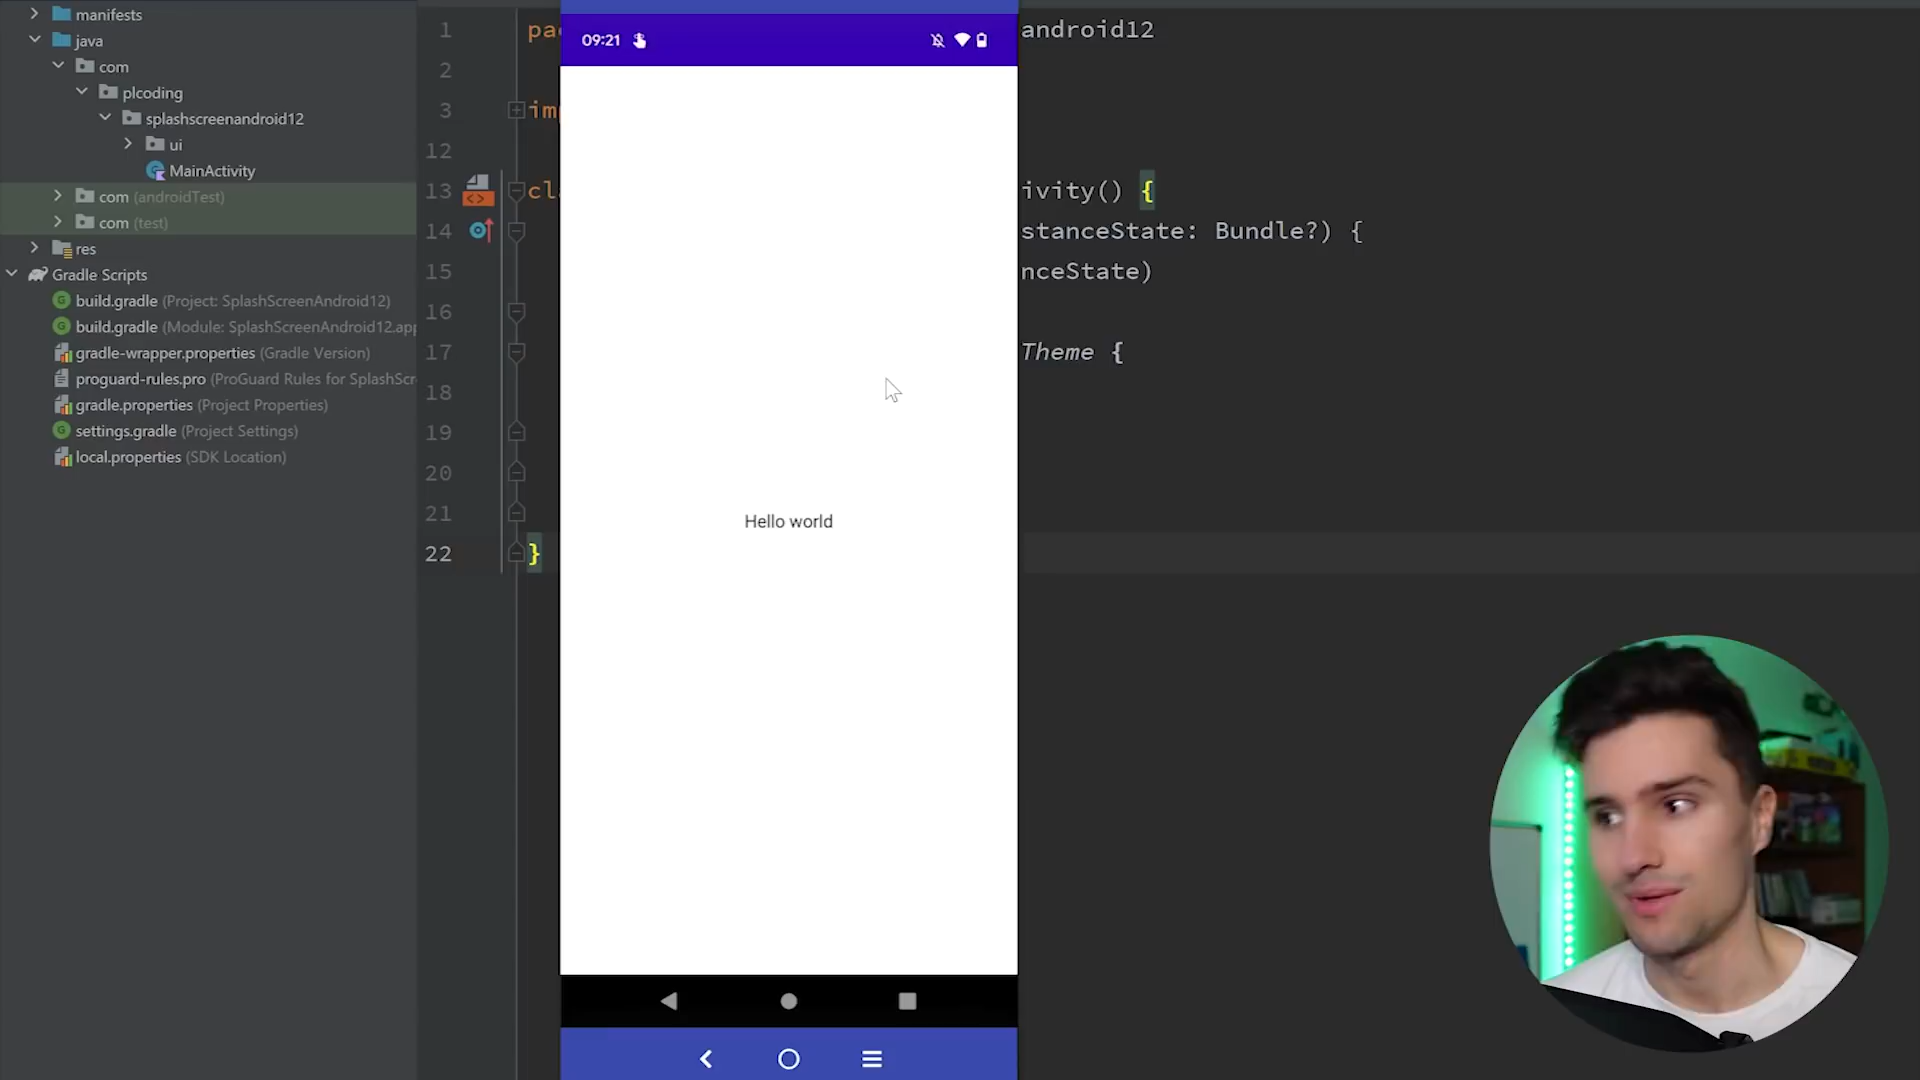 manifests
java
com
plcoding
splashscreenandroid12
ui
MainActivity
com (androidTest)
com (test)
res
Gradle Scripts
build.gradle (Project: SplashScreenAndroid12)
build.gradle (Module: SplashScreenAndroid12.app
gradle-wrapper.properties (Gradle Version)
proguard-rules.pro (ProGuard Rules for SplashScr
gradle.properties (Project Properties)
settings.gradle (Project Settings)
local.properties (SDK Location)
1 pac android12
2
3 im
12
13 cl ivity() {
14 stanceState: Bundle?) {
15 nceState)
16
17 Theme {
18
19
20
21
22 }
09:21
Hello world